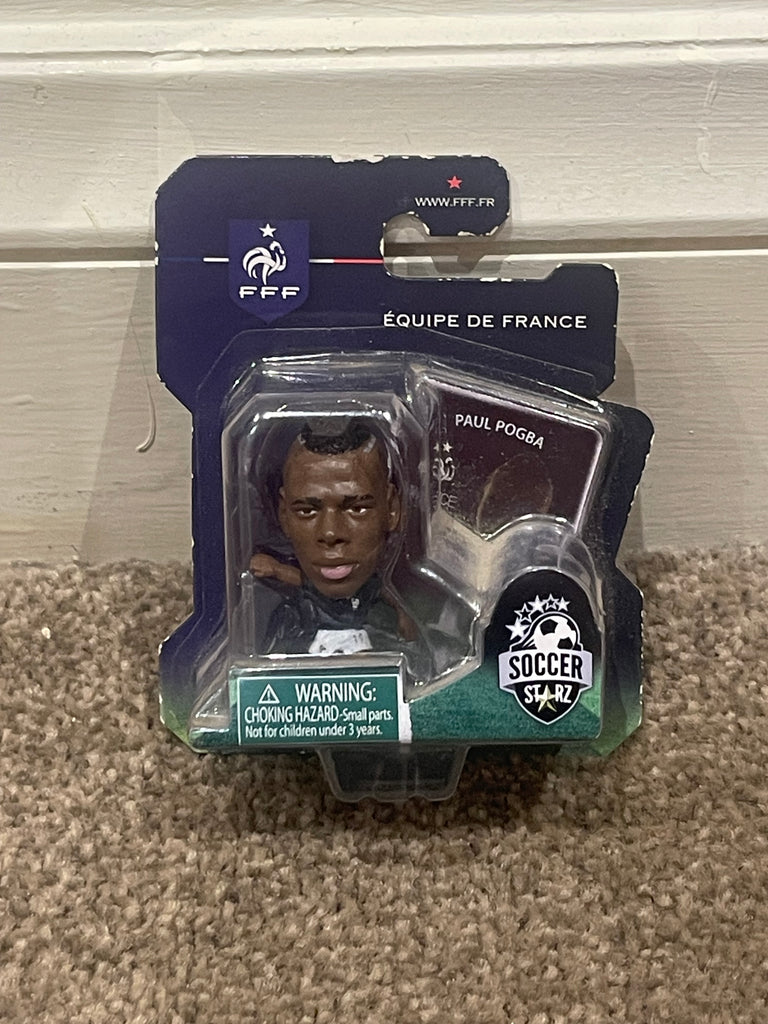 WWW.FFF.FR
FFF
ÉQUIPE DE FRANCE
PAUL POGBA
SOCCER
STARZ
WARNING:
CHOKING HAZARD-Small parts.
Not for children under 3 years.